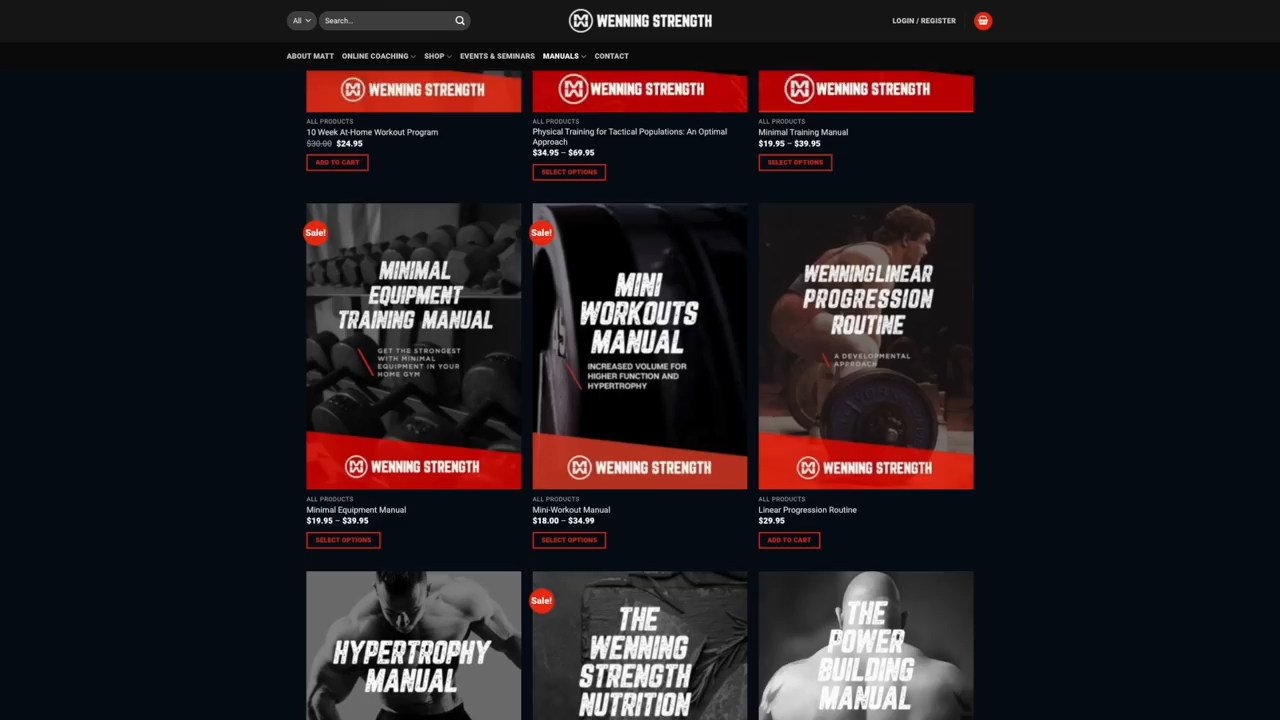 All
Search...
WENNING STRENGTH
LOGIN / REGISTER
ABOUT MATT
ONLINE COACHING
SHOP
EVENTS & SEMINARS
MANUALS
CONTACT
WENNING STRENGTH
WENNING STRENGTH
WENNING STRENGTH
ALL PRODUCTS
10 Week At-Home Workout Program
$30.00 $24.95
ADD TO CART
ALL PRODUCTS
Physical Training for Tactical Populations: An Optimal
Approach
$34.95 – $69.95
SELECT OPTIONS
ALL PRODUCTS
Minimal Training Manual
$19.95 – $39.95
SELECT OPTIONS
Sale!
MINIMAL
EQUIPMENT
TRAINING MANUAL
GET THE STRONGEST
WITH MINIMAL
EQUIPMENT IN YOUR
HOME GYM
WENNING STRENGTH
ALL PRODUCTS
Minimal Equipment Manual
$19.95 – $39.95
SELECT OPTIONS
Sale!
MINI
WORKOUTS
MANUAL
INCREASED VOLUME FOR
HIGHER FUNCTION AND
HYPERTROPHY
WENNING STRENGTH
ALL PRODUCTS
Mini-Workout Manual
$18.00 – $34.99
SELECT OPTIONS
WENNING LINEAR
PROGRESSION
ROUTINE
A DEVELOPMENTAL
APPROACH
WENNING STRENGTH
ALL PRODUCTS
Linear Progression Routine
$29.95
ADD TO CART
HYPERTROPHY
MANUAL
Sale!
THE
WENNING
STRENGTH
NUTRITION
THE
POWER
BUILDING
MANUAL